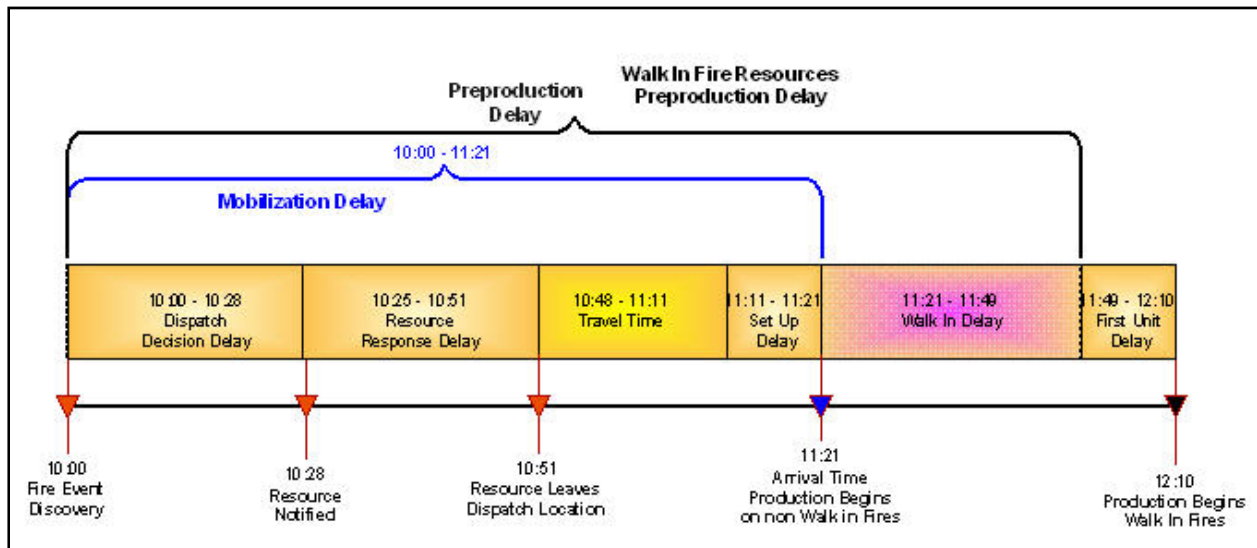 Walk In Fire Resources
Preproduction Delay
Preproduction
Delay
10:00 - 11:21
Mobilization Delay
10:00 - 10:28
Dispatch
Decision Delay
10:25 - 10:51
Resource
Response Delay
10:48 - 11:11
Travel Time
11:11 - 11:21
Set Up
Delay
11:21 - 11:49
Walk In Delay
11:49 - 12:10
First Unit
Delay
10:00
Fire Event
Discovery
10:28
Resource
Notified
10:51
Resource Leaves
Dispatch Location
11:21
Arrival Time
Production Begins
on non Walk in Fires
12:10
Production Begins
Walk In Fires